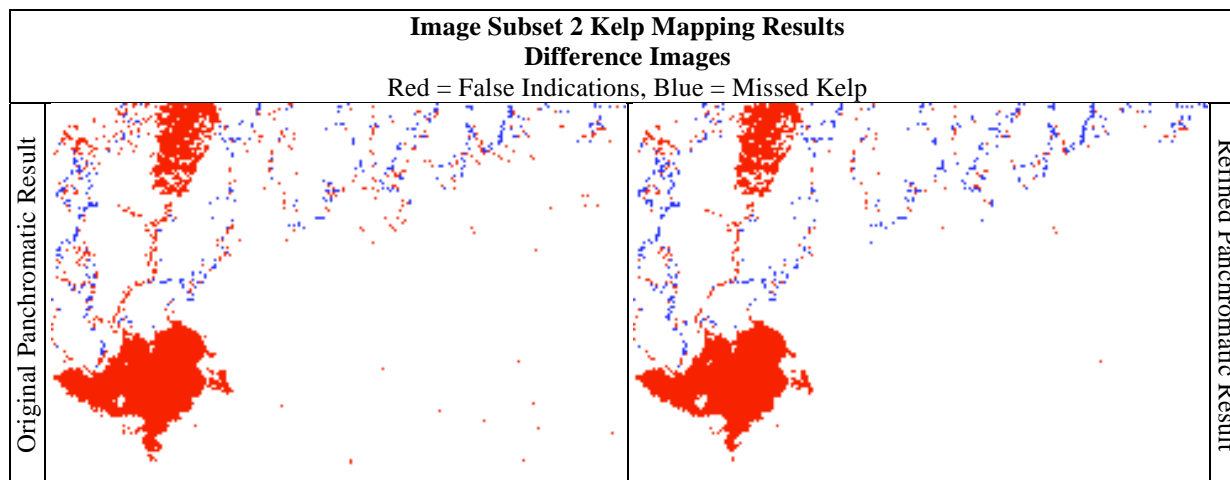 Image Subset 2 Kelp Mapping Results
Difference Images
Red = False Indications, Blue = Missed Kelp
Original Panchromatic Result
Refined Panchromatic Result